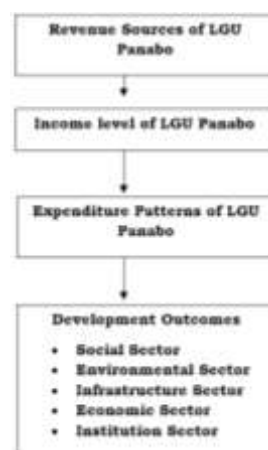 Revenue Sources of LGU
Panabo
Income level of LGU Panabo
Expenditure Patterns of LGU
Panabo
Development Outcomes
• Social Sector
• Environmental Sector
• Infrastructure Sector
• Economic Sector
• Institution Sector